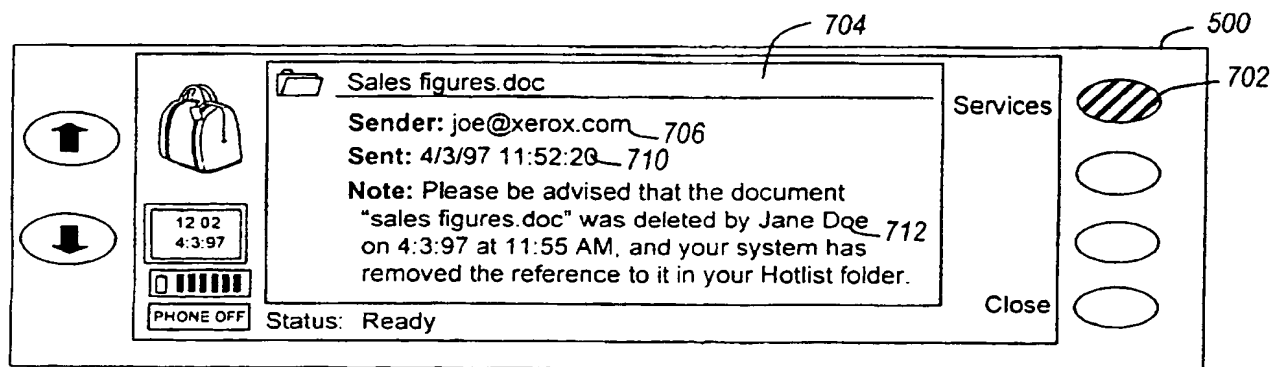 704
500
702
Sales figures.doc
Services
Sender: joe@xerox.com 706
Sent: 4/3/97 11:52:20 710
Note: Please be advised that the document
"sales figures.doc" was deleted by Jane Doe 712
on 4:3:97 at 11:55 AM, and your system has
removed the reference to it in your Hotlist folder.
12 02
4:3:97
PHONE OFF
Status: Ready
Close